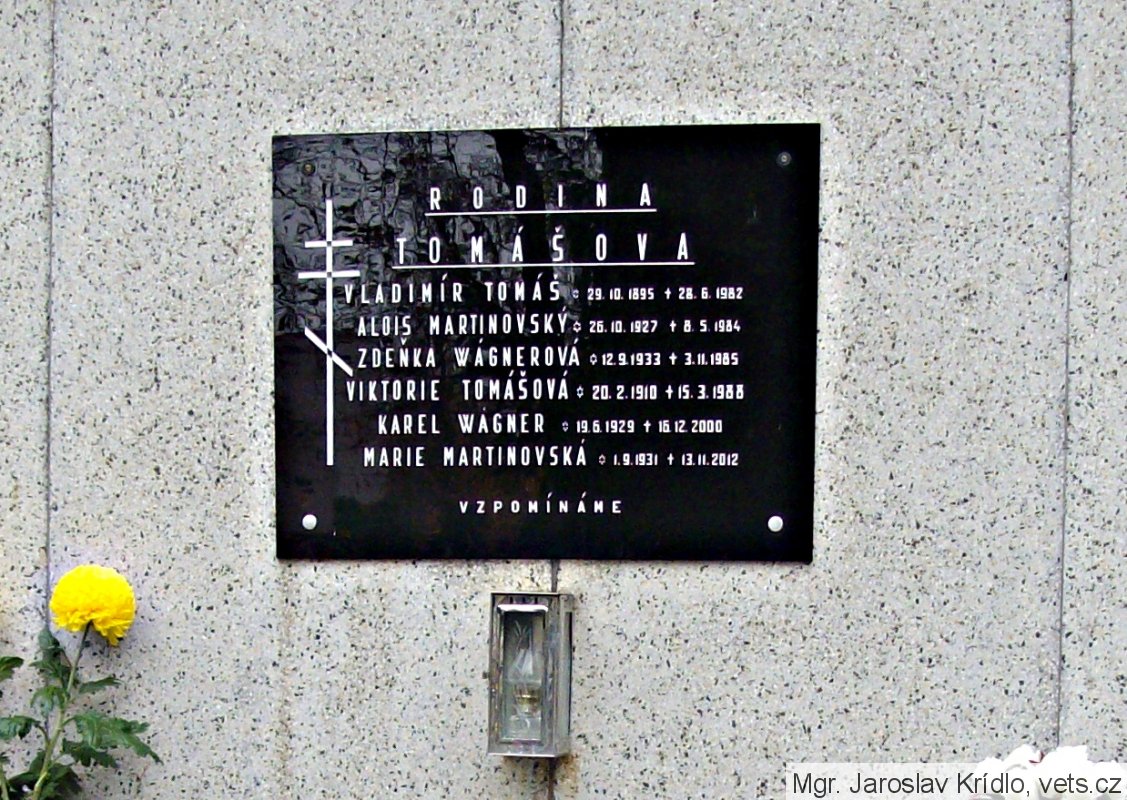 RODINA
TOMÁŠOVA
VLADIMÍR TOMÁŠ ✡ 29.10.1895 ✝ 28.6.1982
ALOIS MARTINOVSKÝ ✡ 26.10.1927 ✝ 8.5.1984
ZDEŇKA WÁGNEROVÁ ✡ 12.9.1933 ✝ 3.11.1985
VIKTORIE TOMÁŠOVÁ ✡ 20.2.1910 ✝ 15.3.1988
KAREL WÁGNER ✡ 19.6.1929 ✝ 16.12.2000
MARIE MARTINOVSKÁ ✡ 1.9.1931 ✝ 13.11.2012
VZPOMÍNÁME
Mgr. Jaroslav Krídlo, vets.cz